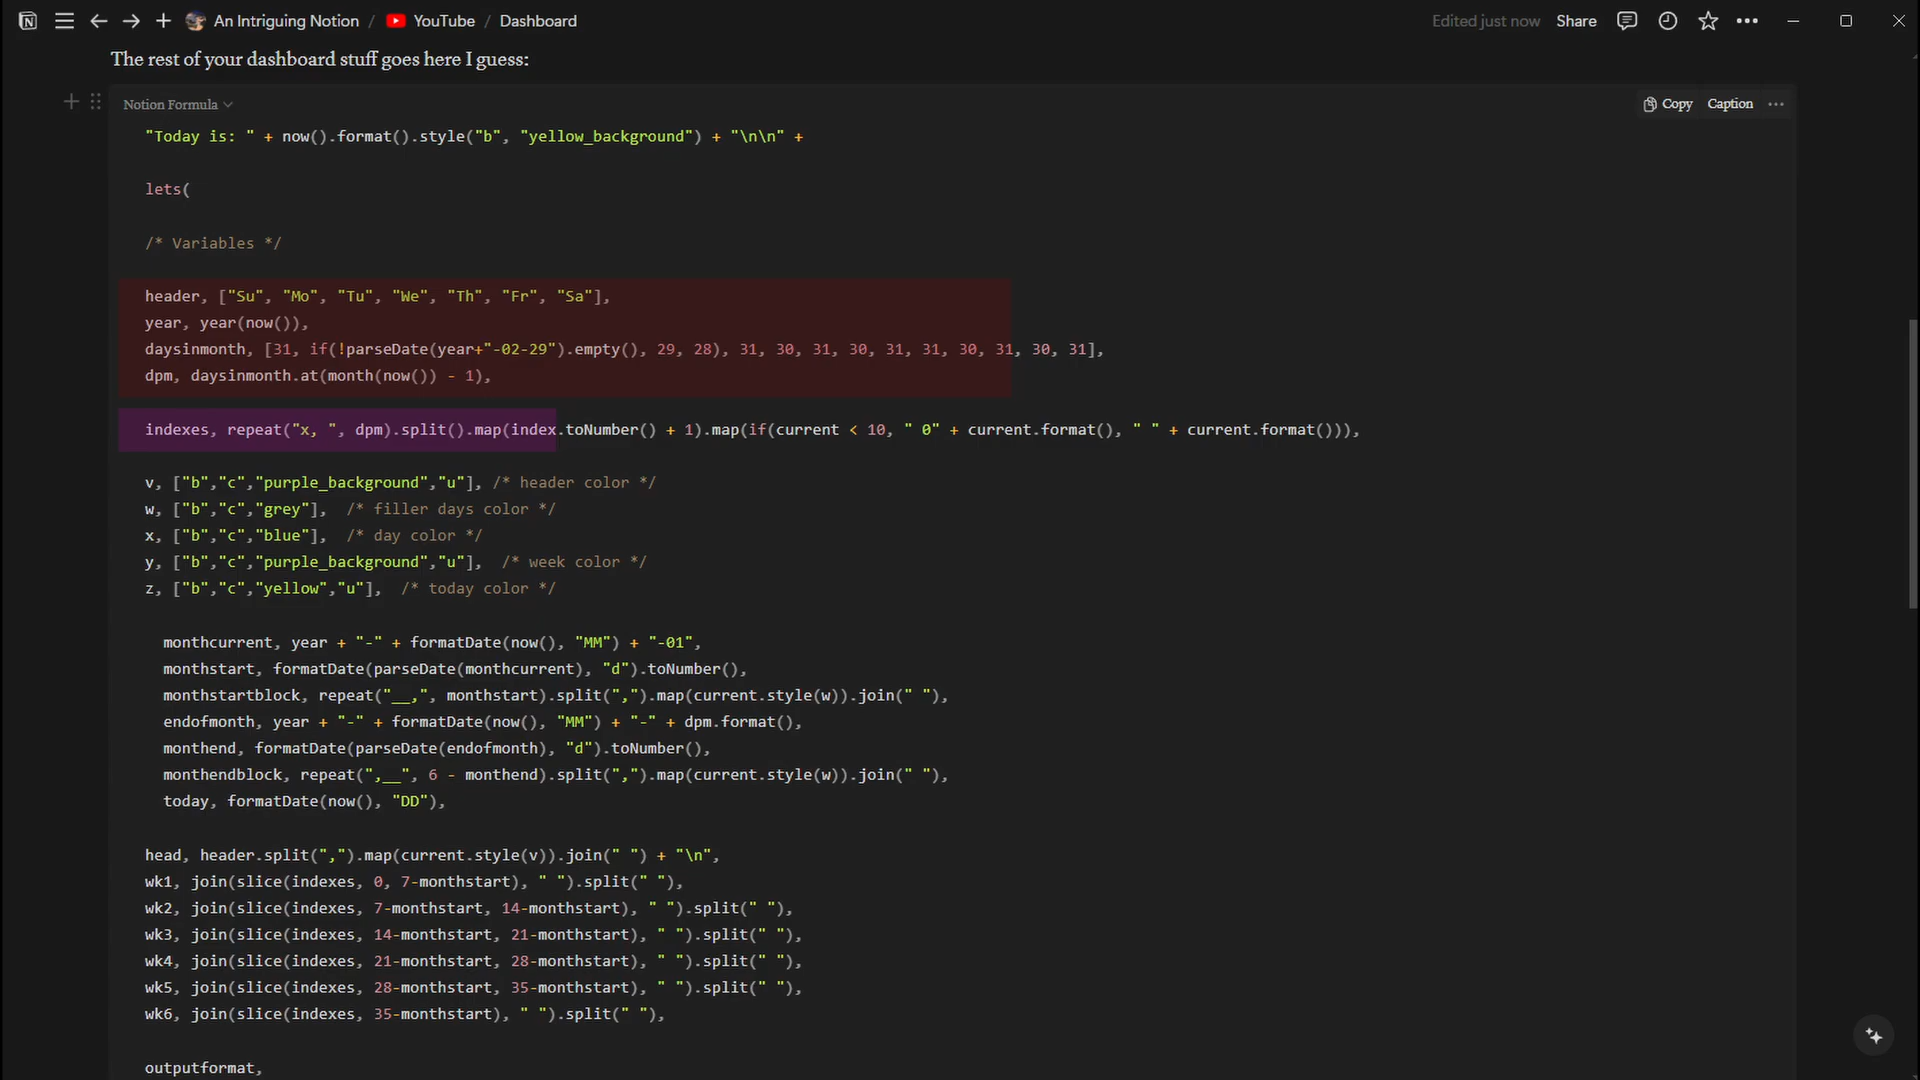 An Intriguing Notion / YouTube / Dashboard
Edited just now Share
The rest of your dashboard stuff goes here I guess:
Notion Formula
Copy Caption
"Today is: " + now().format().style("b", "yellow_background") + "\n\n" +
lets(
/* Variables */
header, ["Su", "Mo", "Tu", "We", "Th", "Fr", "Sa"],
year, year(now()),
daysinmonth, [31, if(!parseDate(year+"-02-29").empty(), 29, 28), 31, 30, 31, 30, 31, 31, 30, 31, 30, 31],
dpm, daysinmonth.at(month(now()) - 1),
indexes, repeat("x, ", dpm).split().map(index.toNumber() + 1).map(if(current < 10, " 0" + current.format(), " " + current.format())),
v, ["b","c","purple_background","u"], /* header color */
w, ["b","c","grey"],  /* filler days color */
x, ["b","c","blue"],  /* day color */
y, ["b","c","purple_background","u"],  /* week color */
z, ["b","c","yellow","u"],  /* today color */
monthcurrent, year + "-" + formatDate(now(), "MM") + "-01",
monthstart, formatDate(parseDate(monthcurrent), "d").toNumber(),
monthstartblock, repeat("__,", monthstart).split(",").map(current.style(w)).join(" "),
endofmonth, year + "-" + formatDate(now(), "MM") + "-" + dpm.format(),
monthend, formatDate(parseDate(endofmonth), "d").toNumber(),
monthendblock, repeat(",__", 6 - monthend).split(",").map(current.style(w)).join(" "),
today, formatDate(now(), "DD"),
head, header.split(",").map(current.style(v)).join(" ") + "\n",
wk1, join(slice(indexes, 0, 7-monthstart), " ").split(" "),
wk2, join(slice(indexes, 7-monthstart, 14-monthstart), " ").split(" "),
wk3, join(slice(indexes, 14-monthstart, 21-monthstart), " ").split(" "),
wk4, join(slice(indexes, 21-monthstart, 28-monthstart), " ").split(" "),
wk5, join(slice(indexes, 28-monthstart, 35-monthstart), " ").split(" "),
wk6, join(slice(indexes, 35-monthstart), " ").split(" "),
outputformat,